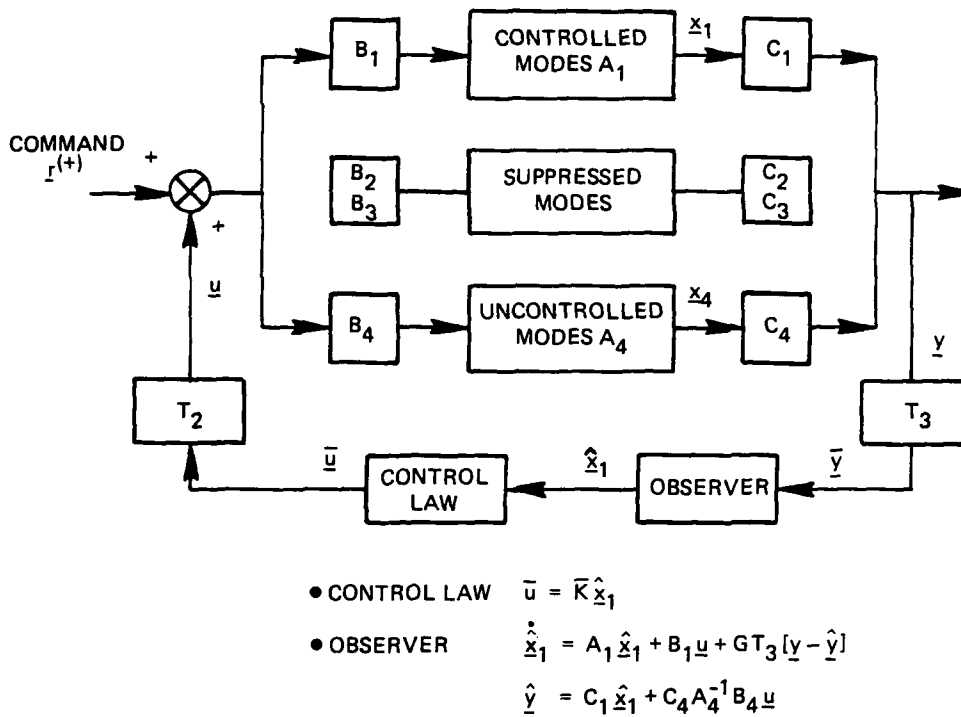 COMMAND
r(+)
+
+
B1
CONTROLLED
MODES A1
x1
C1
B2
B3
SUPPRESSED
MODES
C2
C3
B4
UNCONTROLLED
MODES A4
x4
C4
u
y
T2
T3
ū
CONTROL
LAW
x̂1
OBSERVER
ȳ
• CONTROL LAW ū = K̄ x̂1
• OBSERVER x̂̇1 = A1 x̂1 + B1 u + GT3 [y – ŷ]
ŷ = C1 x̂1 + C4 A4^-1 B4 u